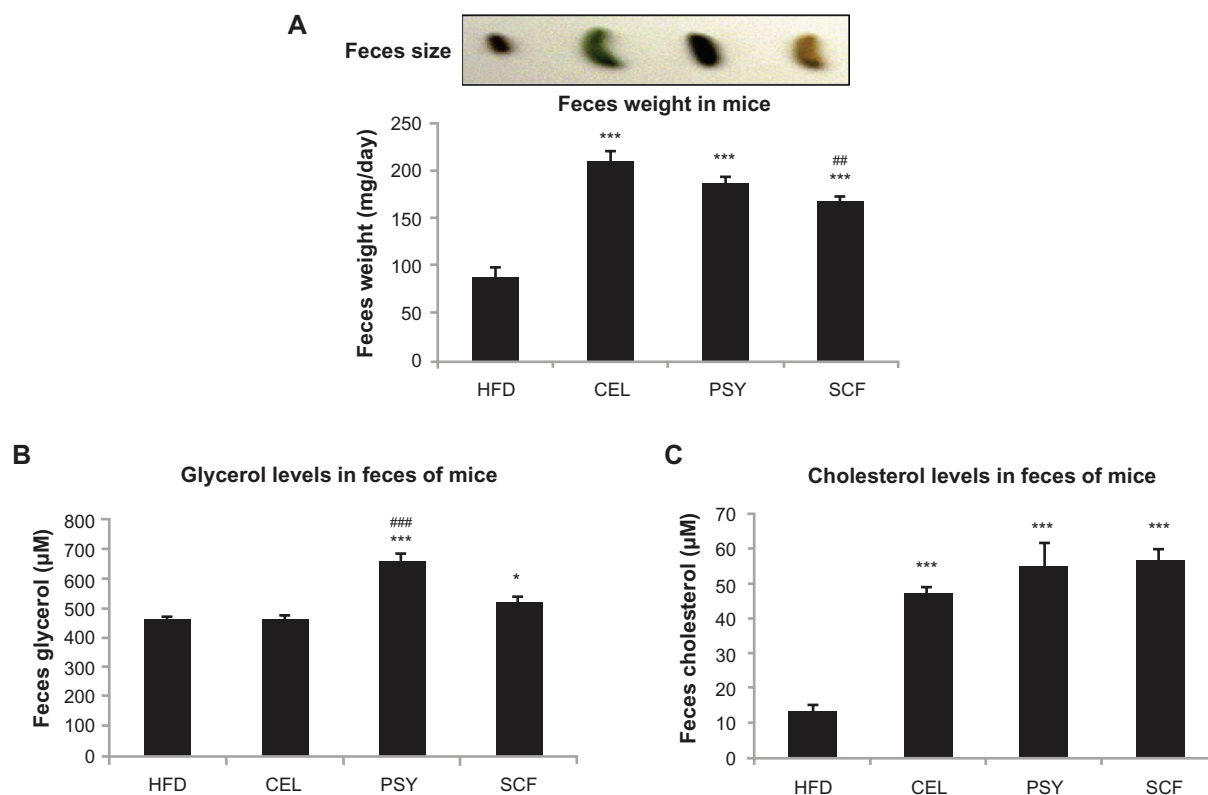 A
Feces size
Feces weight in mice
Feces weight (mg/day)
250
200
150
100
50
0
***
***
##
***
HFD CEL PSY SCF
B
Glycerol levels in feces of mice
Feces glycerol (µM)
800
700
600
500
400
300
200
100
0
###
***
*
HFD CEL PSY SCF
C
Cholesterol levels in feces of mice
Feces cholesterol (µM)
70
60
50
40
30
20
10
0
***
***
***
HFD CEL PSY SCF